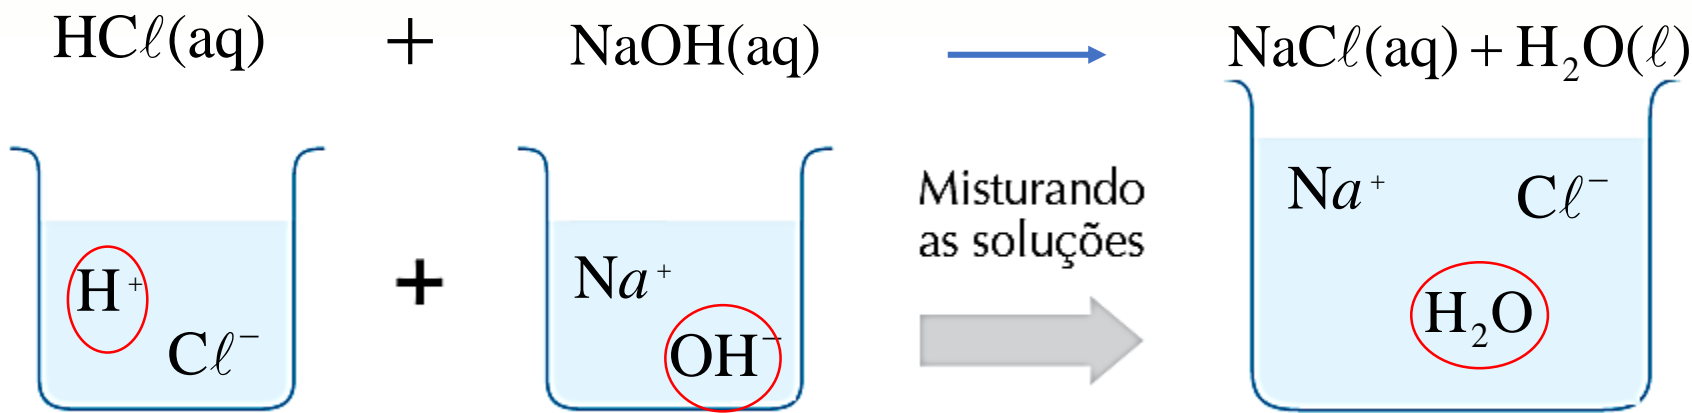 HCℓ(aq) + NaOH(aq) → NaCℓ(aq) + H₂O(ℓ)
H⁺
Cℓ⁻
+
Na⁺
OH⁻
Misturando
as soluções
Na⁺
Cℓ⁻
H₂O